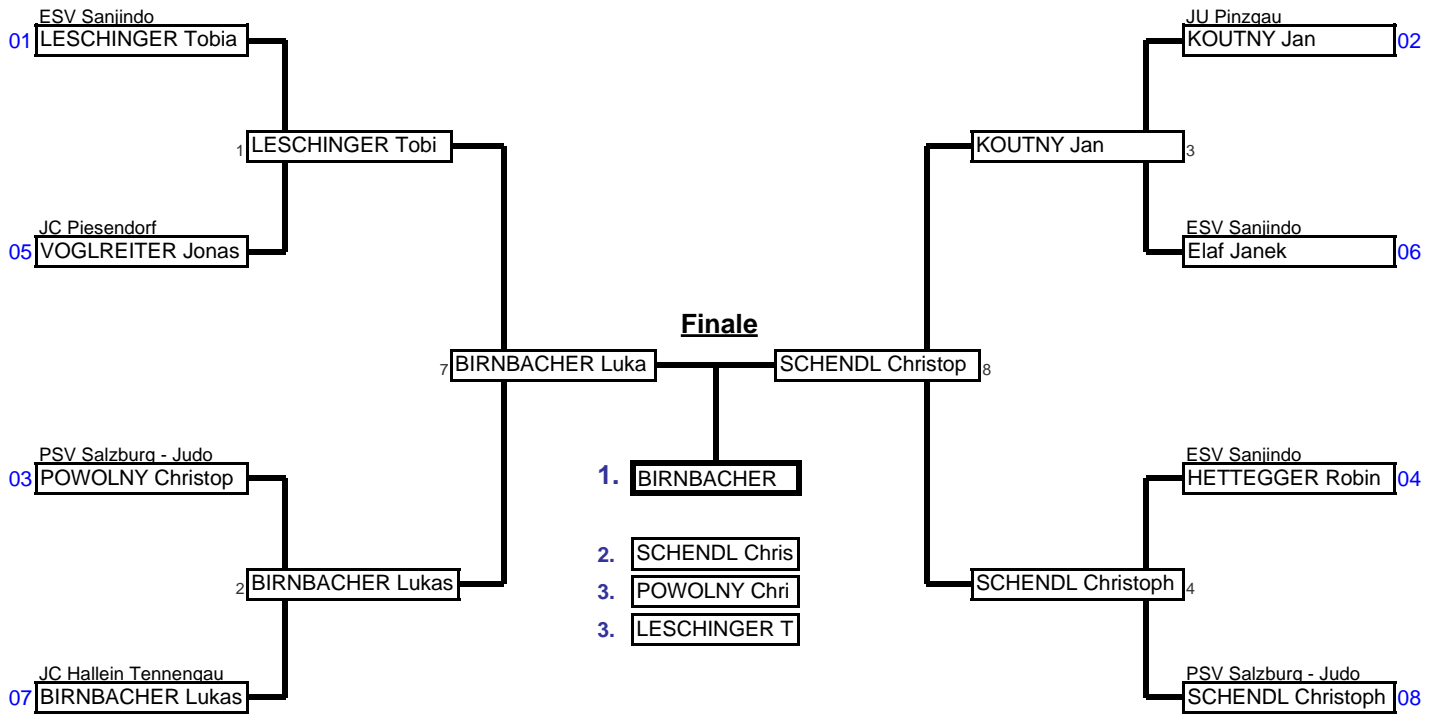 ESV Sanjindo
01 LESCHINGER Tobia
JU Pinzgau
KOUTNY Jan 02
1 LESCHINGER Tobi
KOUTNY Jan 3
JC Piesendorf
05 VOGLREITER Jonas
ESV Sanjindo
Elaf Janek 06
Finale
7 BIRNBACHER Luka
SCHENDL Christop 8
PSV Salzburg - Judo
03 POWOLNY Christop
1. BIRNBACHER
ESV Sanjindo
HETTEGGER Robin 04
2. SCHENDL Chris
3. POWOLNY Chri
3. LESCHINGER T
2 BIRNBACHER Lukas
SCHENDL Christoph 4
JC Hallein Tennengau
07 BIRNBACHER Lukas
PSV Salzburg - Judo
SCHENDL Christoph 08